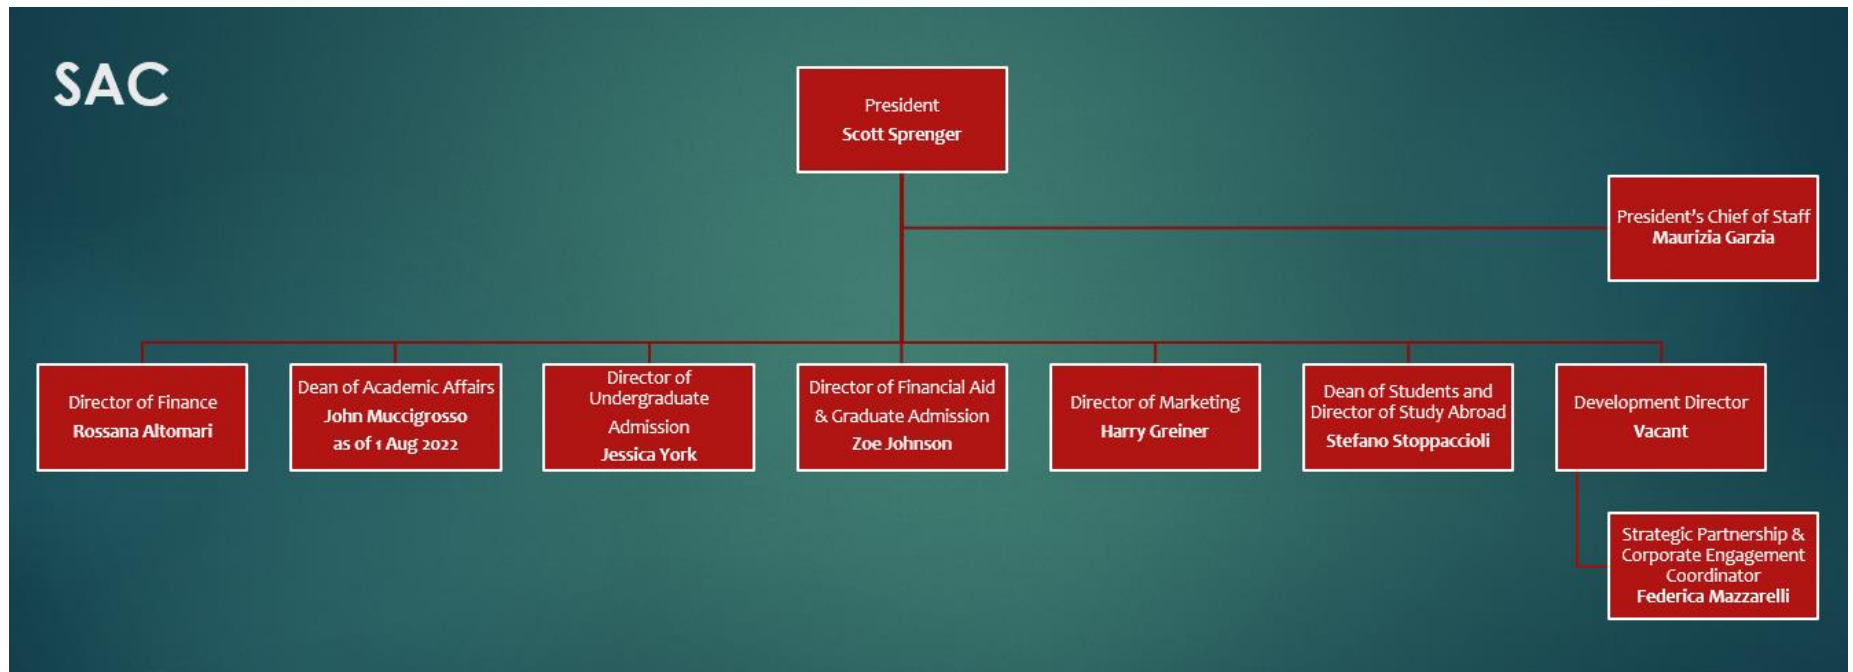 SAC
President
Scott Sprenger
President's Chief of Staff
Maurizia Garzia
Director of Finance
Rossana Altomari
Dean of Academic Affairs
John Muccigrosso
as of 1 Aug 2022
Director of
Undergraduate
Admission
Jessica York
Director of Financial Aid
& Graduate Admission
Zoe Johnson
Director of Marketing
Harry Greiner
Dean of Students and
Director of Study Abroad
Stefano Stoppaccioli
Development Director
Vacant
Strategic Partnership &
Corporate Engagement
Coordinator
Federica Mazzarelli